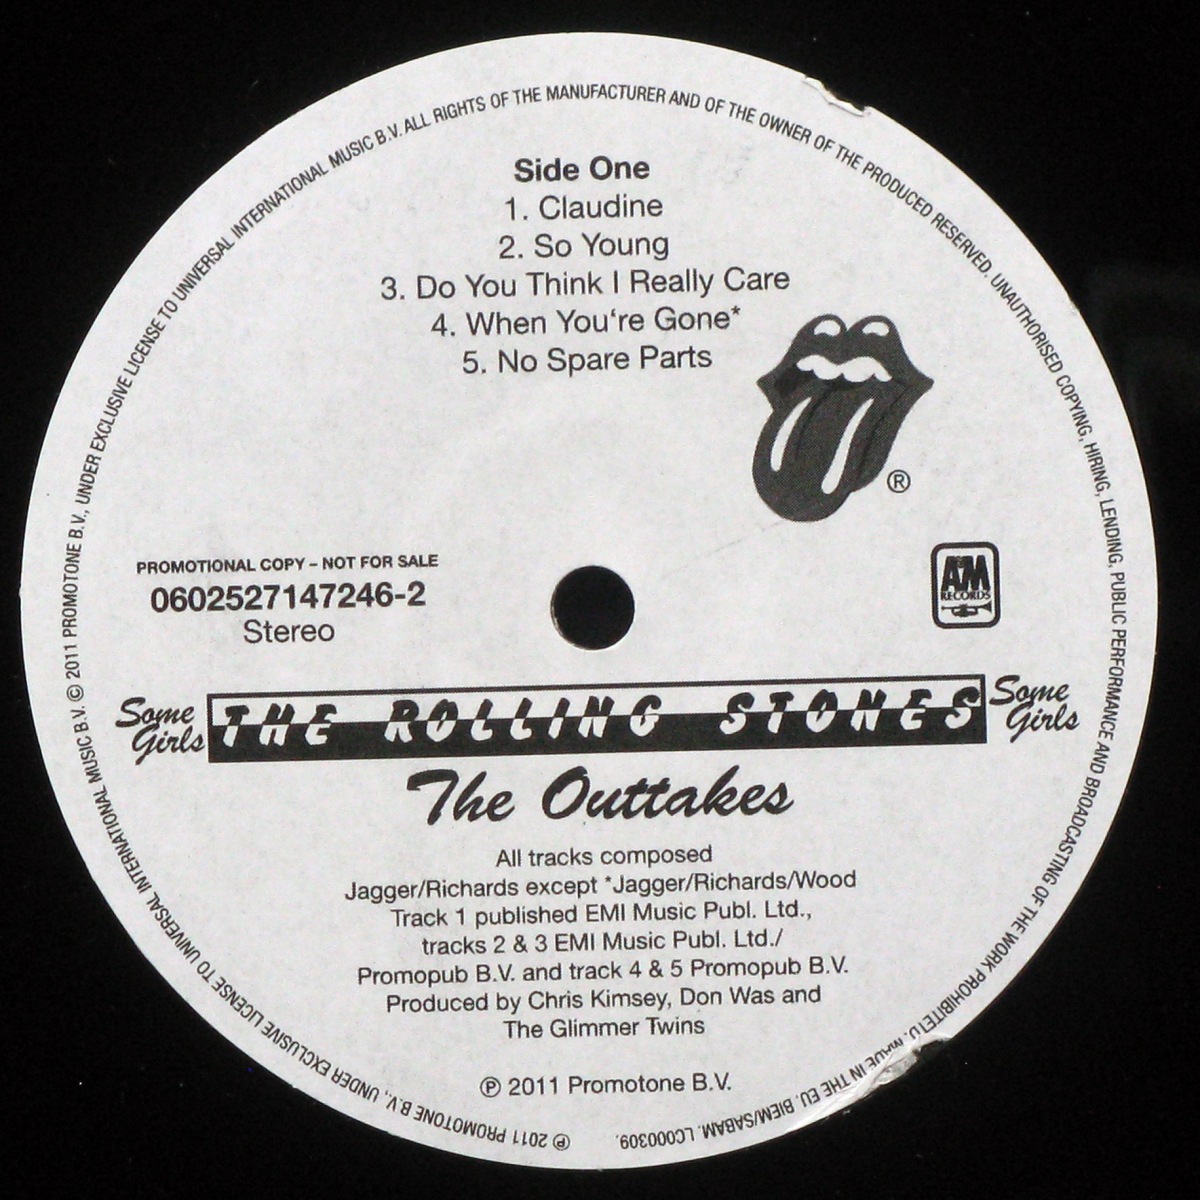 Side One
1. Claudine
2. So Young
3. Do You Think I Really Care
4. When You‘re Gone*
5. No Spare Parts
®
PROMOTIONAL COPY – NOT FOR SALE
0602527147246-2
Stereo
A&M
RECORDS
Some
Girls
THE ROLLING STONES
Some
Girls
The Outtakes
All tracks composed
Jagger/Richards except *Jagger/Richards/Wood
Track 1 published EMI Music Publ. Ltd.,
tracks 2 & 3 EMI Music Publ. Ltd./
Promopub B.V. and track 4 & 5 Promopub B.V.
Produced by Chris Kimsey, Don Was and
The Glimmer Twins
℗ 2011 Promotone B.V.
℗ 2011 PROMOTONE B.V., UNDER EXCLUSIVE LICENSE TO UNIVERSAL INTERNATIONAL MUSIC B.V. © 2011 PROMOTONE B.V., UNDER EXCLUSIVE LICENSE TO UNIVERSAL INTERNATIONAL MUSIC B.V. ALL RIGHTS OF THE MANUFACTURER AND OF THE OWNER OF THE PRODUCED RESERVED. UNAUTHORISED COPYING, HIRING, LENDING, PUBLIC PERFORMANCE AND BROADCASTING OF THE WORK PROHIBITETD. MADE IN THE EU. BIEM/SABAM. LC000309.